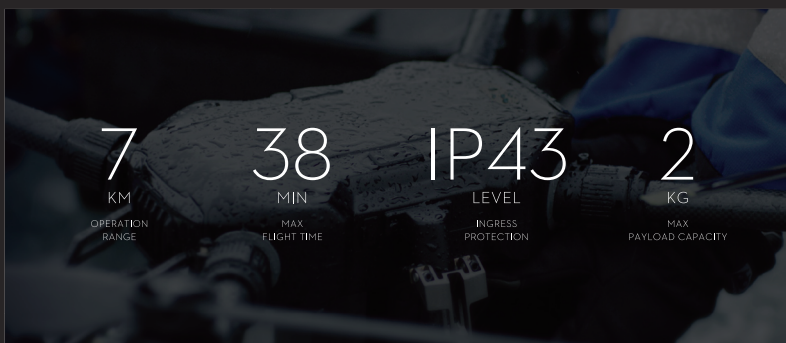 7
KM
OPERATION
RANGE
38
MIN
MAX
FLIGHT TIME
IP43
LEVEL
INGRESS
PROTECTION
2
KG
MAX
PAYLOAD CAPACITY